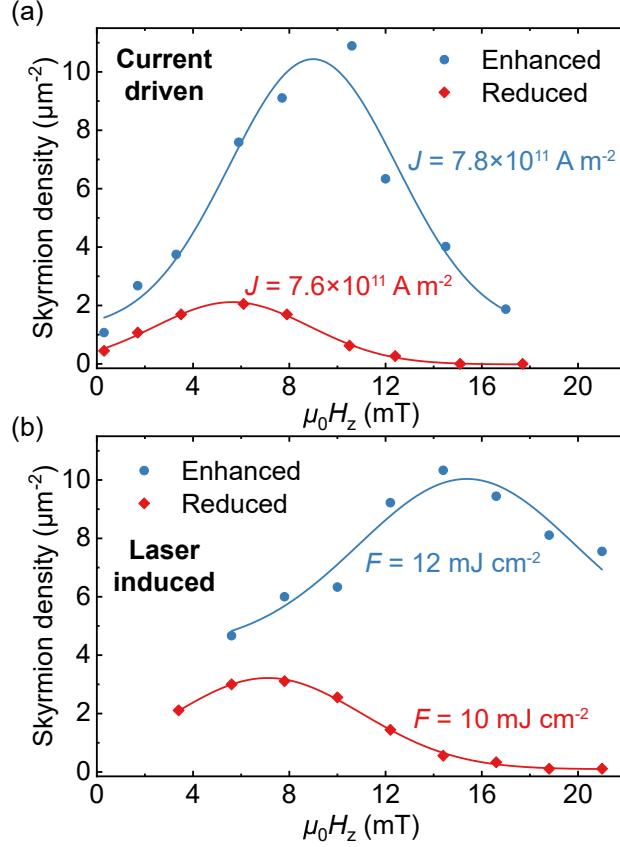 (a)
Current
driven
Enhanced
Reduced
J = 7.8×10¹¹ A m⁻²
J = 7.6×10¹¹ A m⁻²
Skyrmion density (μm⁻²)
10
8
6
4
2
0
0 4 8 12 16 20
μ₀H_z (mT)
(b)
Enhanced
Reduced
Laser
induced
F = 12 mJ cm⁻²
F = 10 mJ cm⁻²
Skyrmion density (μm⁻²)
10
8
6
4
2
0
0 4 8 12 16 20
μ₀H_z (mT)